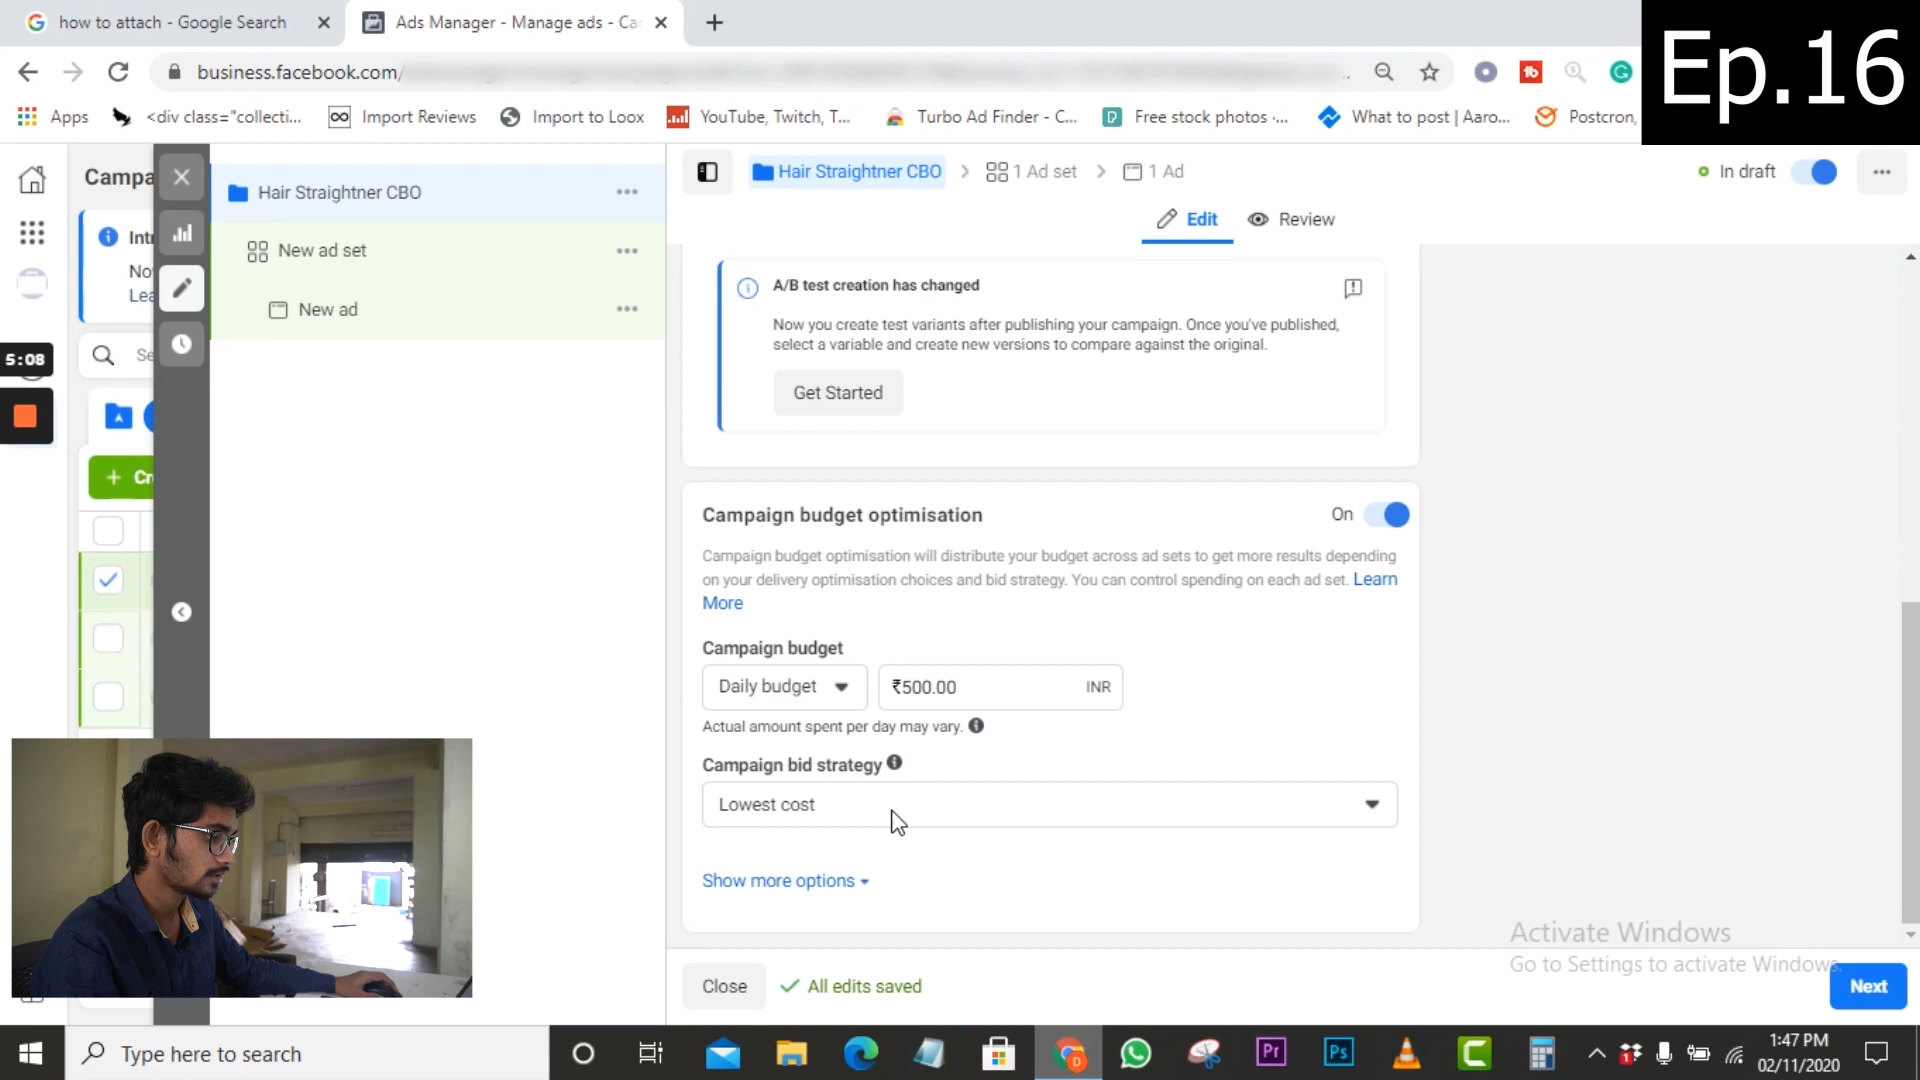 how to attach - Google Search
Ads Manager - Manage ads - Ca
Ep.16
business.facebook.com/
Apps
<div class="collecti...
Import Reviews
Import to Loox
YouTube, Twitch, T...
Turbo Ad Finder - C...
Free stock photos -...
What to post | Aaro...
Postcron,
Campa
Hair Straightner CBO
New ad set
New ad
Hair Straightner CBO
1 Ad set
1 Ad
In draft
Edit
Review
Int
No
Lea
5:08
Se
Cr
A/B test creation has changed
Now you create test variants after publishing your campaign. Once you've published,
select a variable and create new versions to compare against the original.
Get Started
Campaign budget optimisation
On
Campaign budget optimisation will distribute your budget across ad sets to get more results depending
on your delivery optimisation choices and bid strategy. You can control spending on each ad set. Learn
More
Campaign budget
Daily budget
₹500.00
INR
Actual amount spent per day may vary.
Campaign bid strategy
Lowest cost
Show more options
Activate Windows
Go to Settings to activate Windows.
Close
All edits saved
Next
Type here to search
Pr
Ps
1:47 PM
02/11/2020